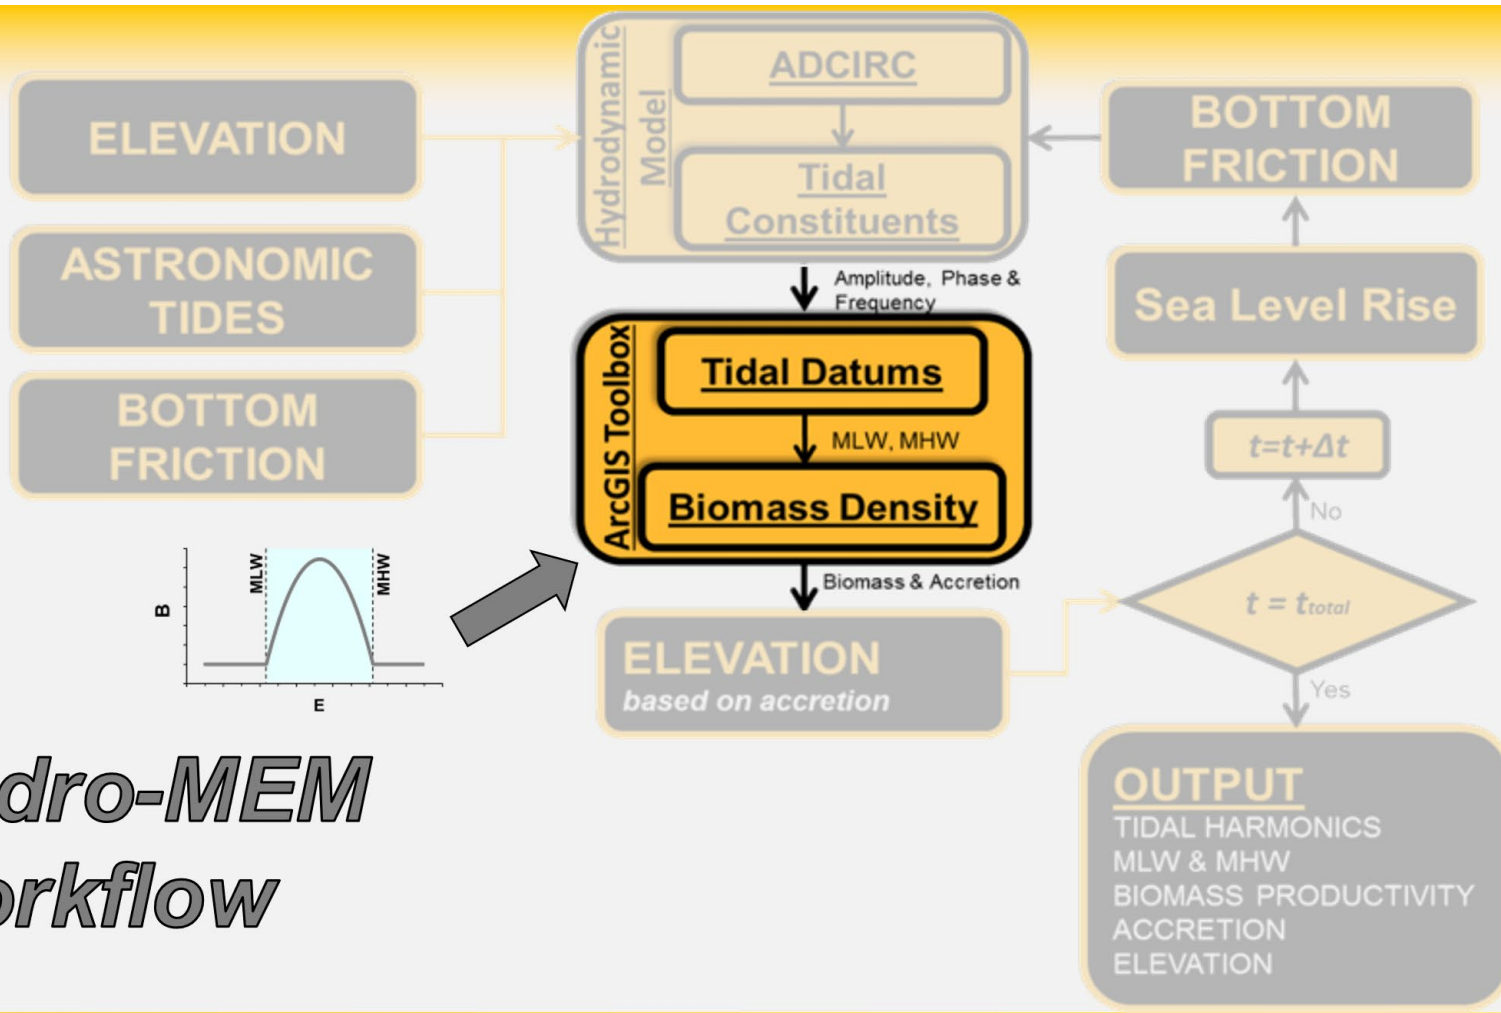 ELEVATION
ASTRONOMIC
TIDES
BOTTOM
FRICTION
Hydrodynamic
Model
ADCIRC
Tidal
Constituents
Amplitude, Phase &
Frequency
ArcGIS Toolbox
Tidal Datums
MLW, MHW
Biomass Density
Biomass & Accretion
ELEVATION
based on accretion
BOTTOM
FRICTION
Sea Level Rise
t=t+Δt
No
t = ttotal
Yes
OUTPUT
TIDAL HARMONICS
MLW & MHW
BIOMASS PRODUCTIVITY
ACCRETION
ELEVATION
B
MLW
MHW
E
dro-MEM
orkflow